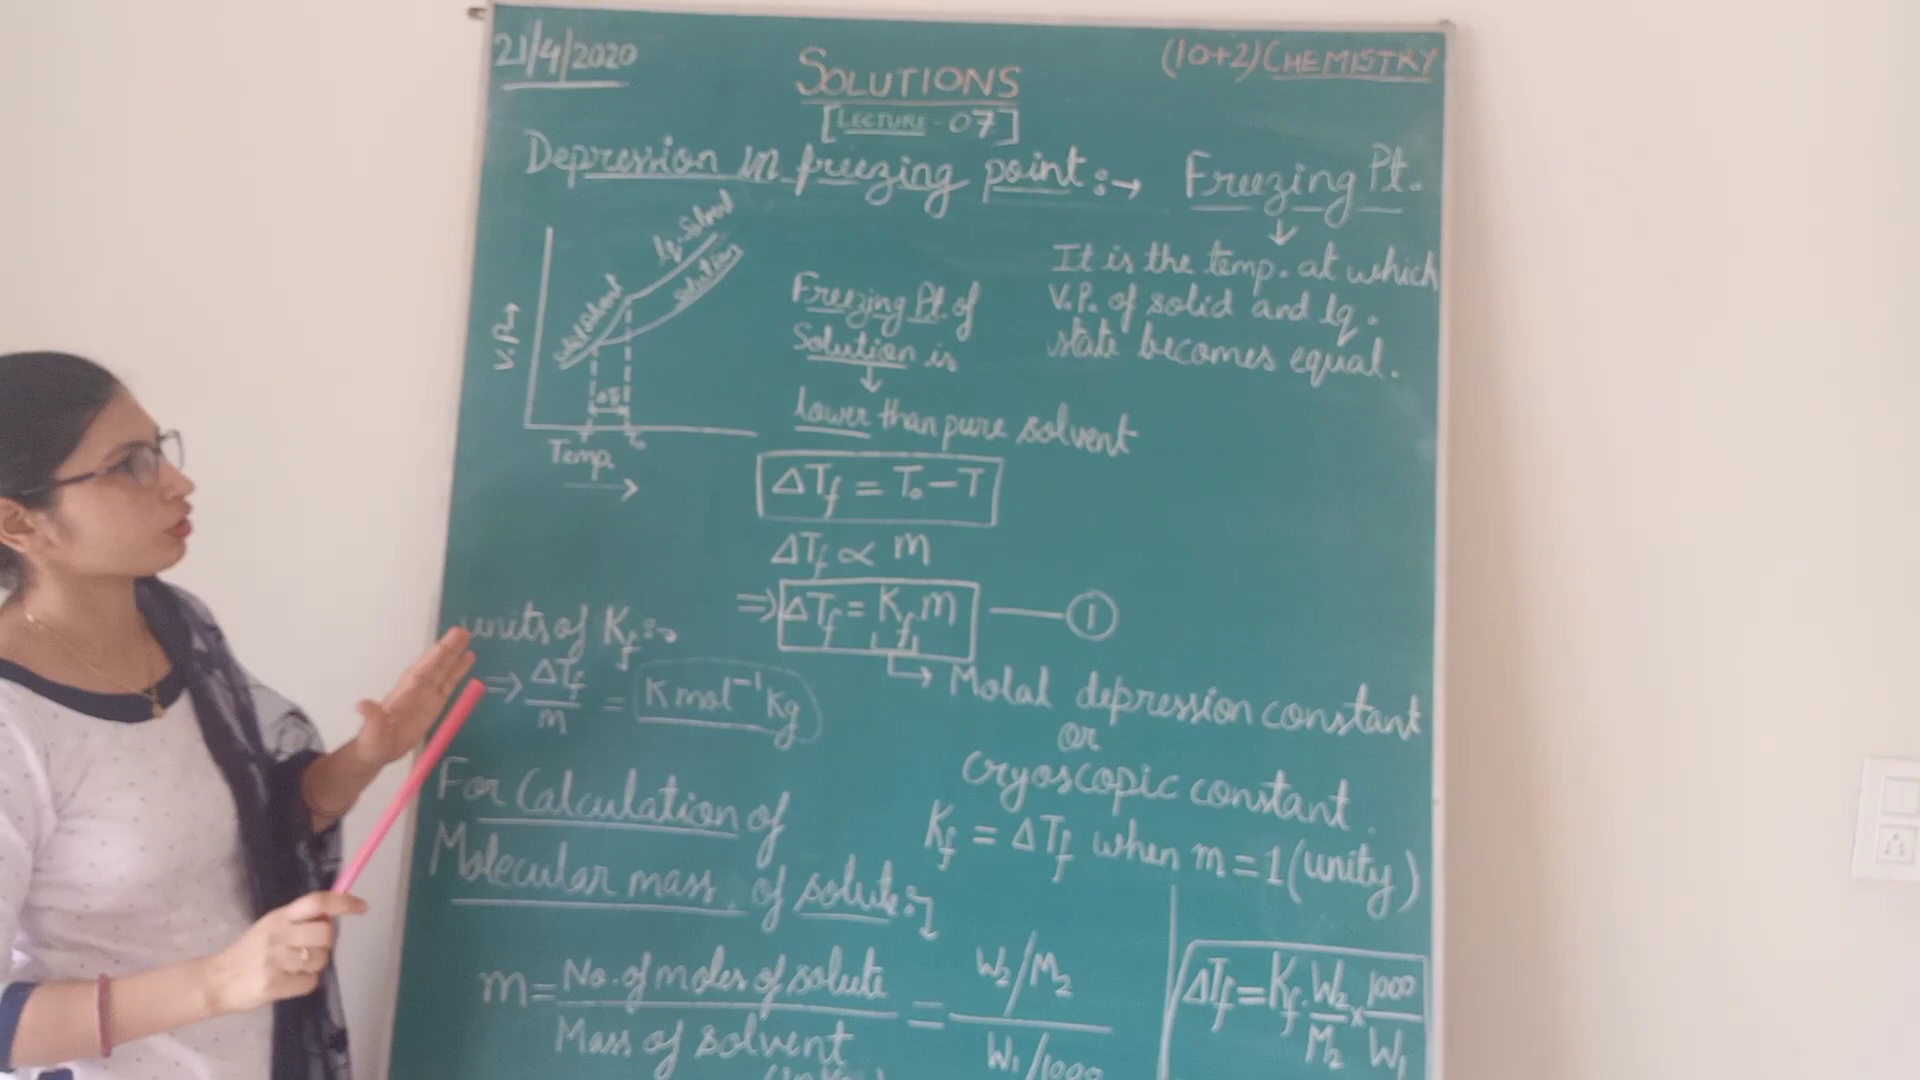 21/4/2020
(10+2) CHEMISTRY
SOLUTIONS
[LECTURE-07]
Depression in freezing point:→
Freezing Pt.
↓
It is the temp. at which
V.P. of solid and lq.
state becomes equal.
lq. Solvent
solution
V.P.→
ΔT
T₀
Temp.
→
Freezing Pt. of
Solution is
↓
lower than pure solvent
ΔTf = T₀ - T
ΔTf ∝ m
⇒ ΔTf = Kf m — ①
→ Molal depression constant
or
Cryoscopic constant.
Kf = ΔTf when m = 1 (unity)
units of Kf:→
⇒ ΔTf/m = K mol⁻¹ Kg
For Calculation of
Molecular mass of solute:
m = No. of moles of solute / Mass of solvent = W₂/M₂ / W₁/1000
ΔTf = Kf . W₂/M₂ × 1000/W₁